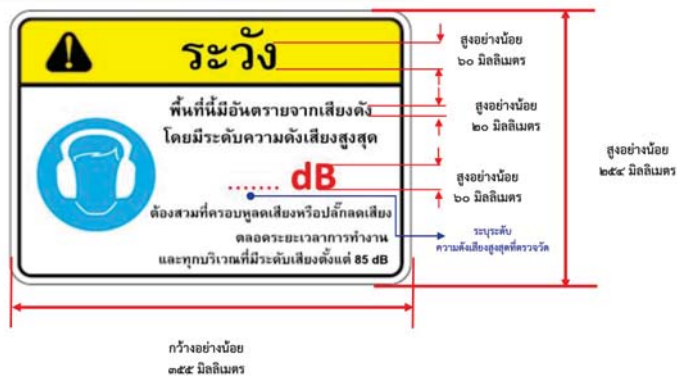 ระวัง
พื้นที่นี้มีอันตรายจากเสียงดัง
โดยมีระดับความดังเสียงสูงสุด
....... dB
ต้องสวมที่ครอบหูลดเสียงหรือปลั๊กลดเสียง
ตลอดระยะเวลาการทำงาน
และทุกบริเวณที่มีระดับเสียงตั้งแต่ 85 dB
สูงอย่างน้อย
๖๐ มิลลิเมตร
สูงอย่างน้อย
๒๐ มิลลิเมตร
สูงอย่างน้อย
๖๐ มิลลิเมตร
ระบุระดับ
ความดังเสียงสูงสุดที่ตรวจวัด
สูงอย่างน้อย
๒๕๔ มิลลิเมตร
กว้างอย่างน้อย
๓๕๕ มิลลิเมตร